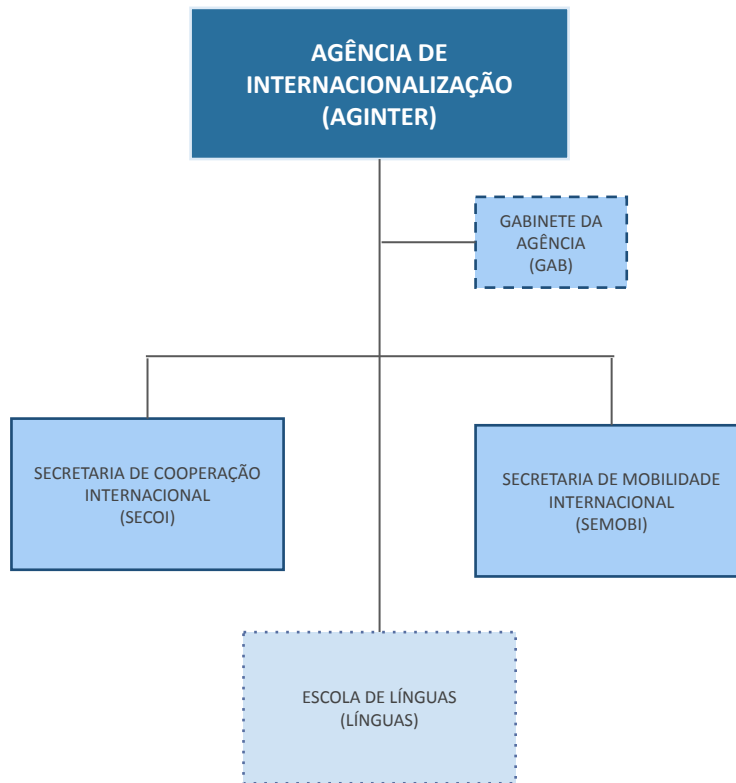 AGÊNCIA DE
INTERNACIONALIZAÇÃO
(AGINTER)
GABINETE DA
AGÊNCIA
(GAB)
SECRETARIA DE COOPERAÇÃO
INTERNACIONAL
(SECOI)
SECRETARIA DE MOBILIDADE
INTERNACIONAL
(SEMOBI)
ESCOLA DE LÍNGUAS
(LÍNGUAS)